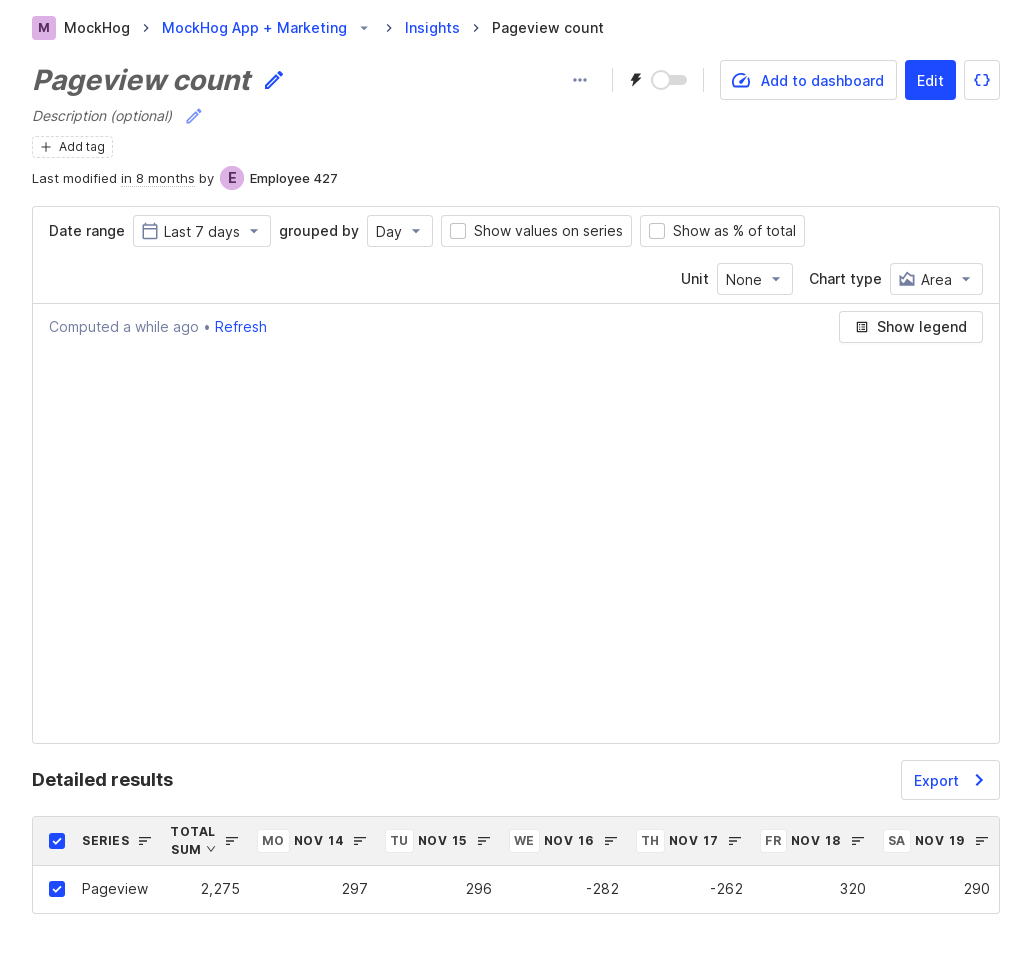 M MockHog > MockHog App + Marketing > Insights > Pageview count
Pageview count
Add to dashboard Edit {}
Description (optional)
+ Add tag
Last modified in 8 months by E Employee 427
Date range Last 7 days grouped by Day Show values on series Show as % of total
Unit None Chart type Area
Computed a while ago • Refresh Show legend
Detailed results Export
SERIES TOTAL SUM MO NOV 14 TU NOV 15 WE NOV 16 TH NOV 17 FR NOV 18 SA NOV 19
Pageview 2,275 297 296 -282 -262 320 290